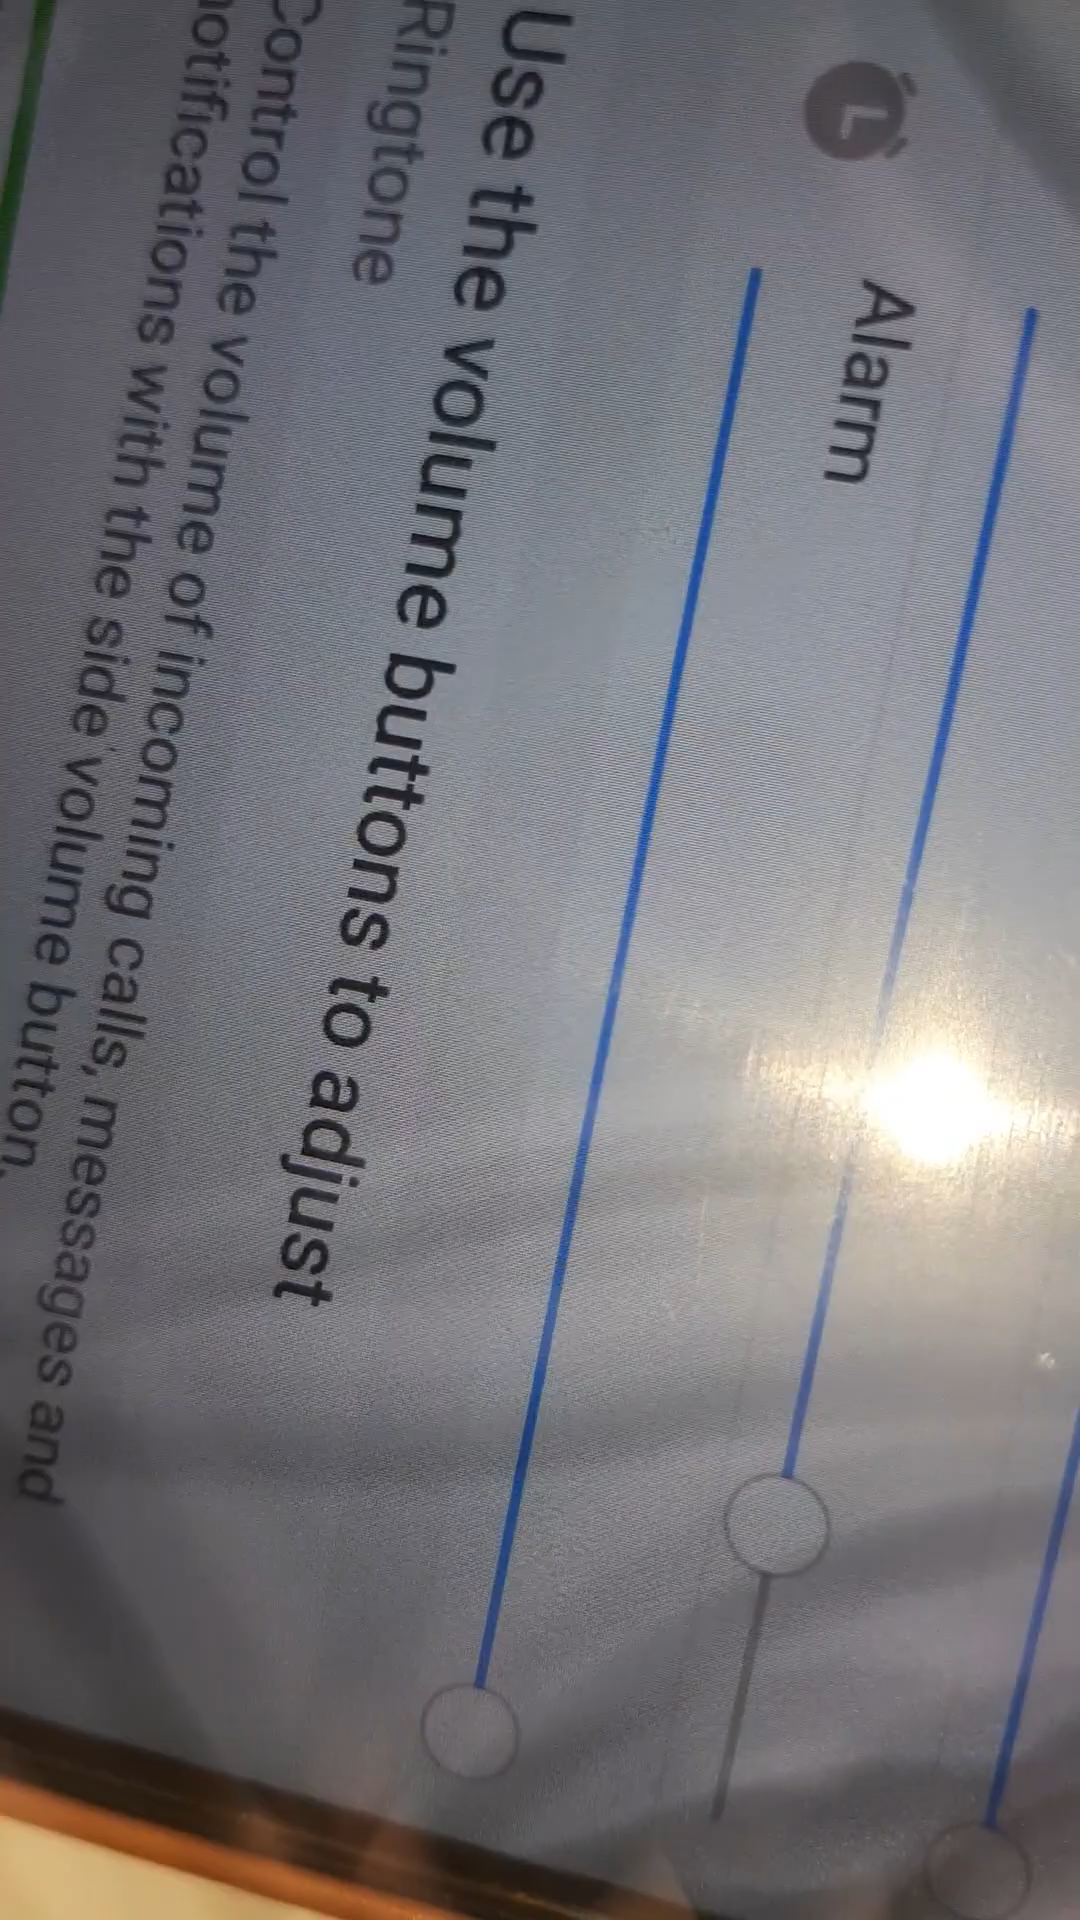 Alarm
Use the volume buttons to adjust
Ringtone
Control the volume of incoming calls, messages and
notifications with the side volume button.